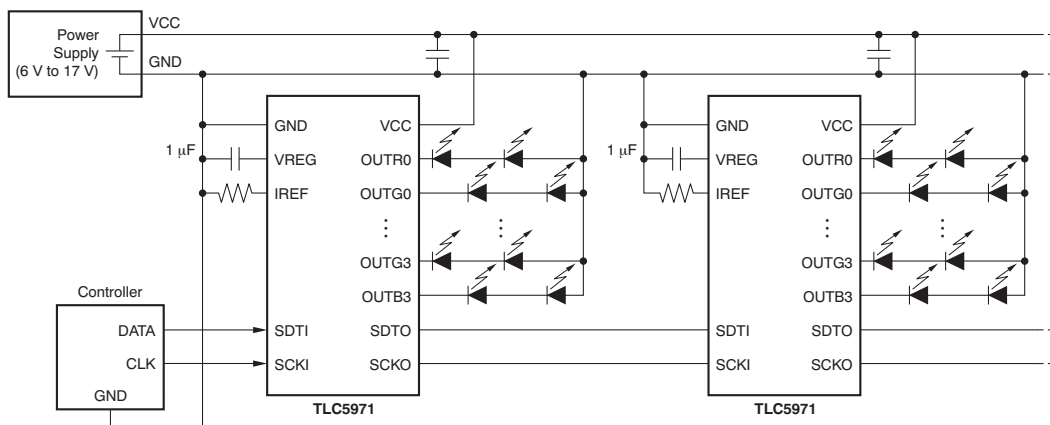 Power
Supply
(6 V to 17 V)
VCC
GND
GND
1 μF
VREG
IREF
VCC
OUTR0
OUTG0
OUTG3
OUTB3
SDTI
SDTO
SCKI
SCKO
TLC5971
GND
1 μF
VREG
IREF
VCC
OUTR0
OUTG0
OUTG3
OUTB3
SDTI
SDTO
SCKI
SCKO
TLC5971
Controller
DATA
CLK
GND